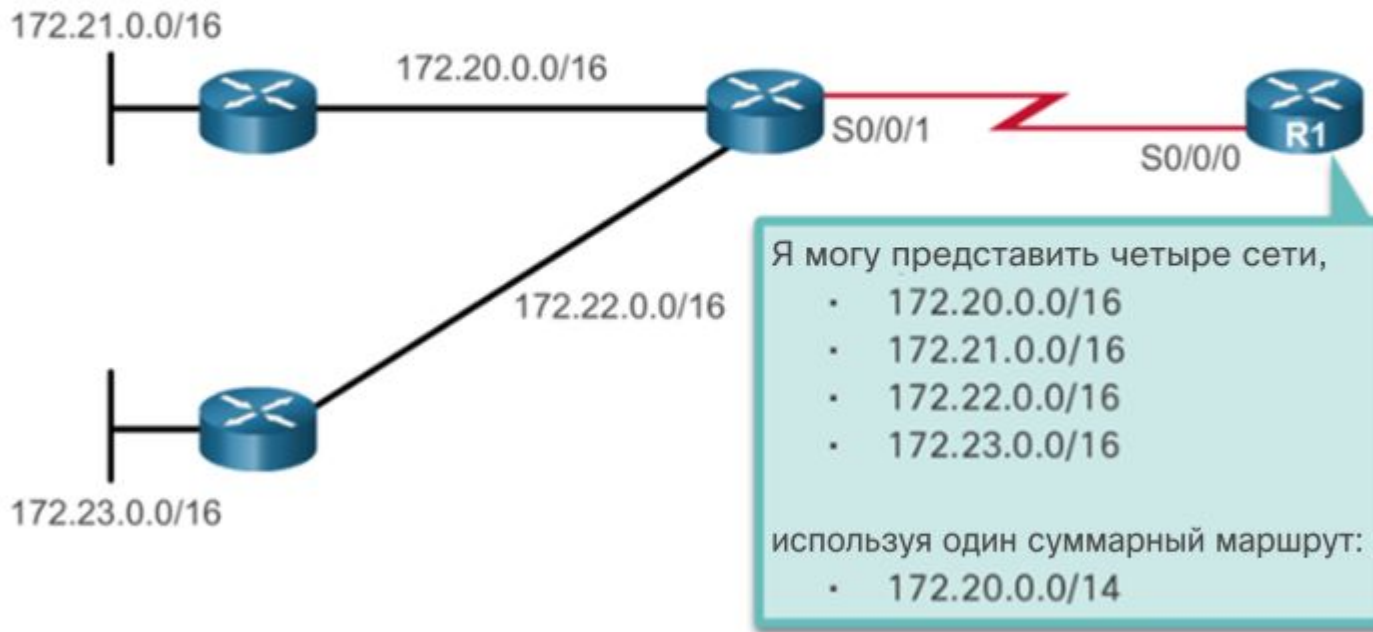 172.21.0.0/16
172.20.0.0/16
S0/0/1
S0/0/0
R1
172.22.0.0/16
172.23.0.0/16
Я могу представить четыре сети,
· 172.20.0.0/16
· 172.21.0.0/16
· 172.22.0.0/16
· 172.23.0.0/16
используя один суммарный маршрут:
· 172.20.0.0/14